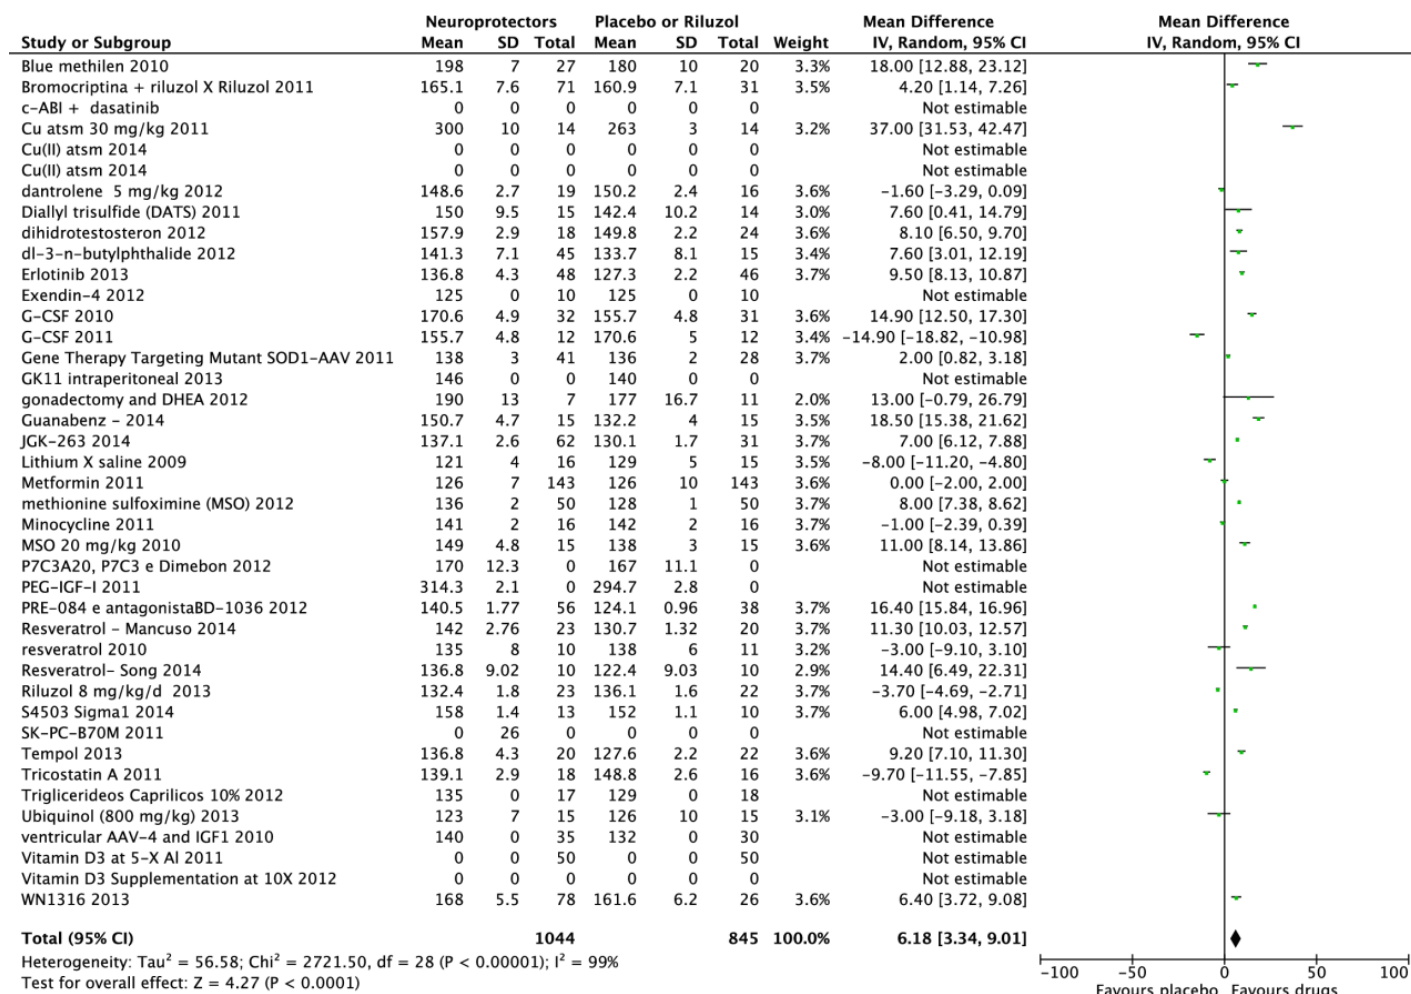 Neuroprotectors Placebo or Riluzol Mean Difference Mean Difference
Study or Subgroup Mean SD Total Mean SD Total Weight IV, Random, 95% CI IV, Random, 95% CI
Blue methilen 2010 198 7 27 180 10 20 3.3% 18.00 [12.88, 23.12]
Bromocriptina + riluzol X Riluzol 2011 165.1 7.6 71 160.9 7.1 31 3.5% 4.20 [1.14, 7.26]
c-ABI + dasatinib 0 0 0 0 0 0 Not estimable
Cu atsm 30 mg/kg 2011 300 10 14 263 3 14 3.2% 37.00 [31.53, 42.47]
Cu(II) atsm 2014 0 0 0 0 0 0 Not estimable
Cu(II) atsm 2014 0 0 0 0 0 0 Not estimable
dantrolene 5 mg/kg 2012 148.6 2.7 19 150.2 2.4 16 3.6% −1.60 [−3.29, 0.09]
Diallyl trisulfide (DATS) 2011 150 9.5 15 142.4 10.2 14 3.0% 7.60 [0.41, 14.79]
dihidrotestosteron 2012 157.9 2.9 18 149.8 2.2 24 3.6% 8.10 [6.50, 9.70]
dl-3-n-butylphthalide 2012 141.3 7.1 45 133.7 8.1 15 3.4% 7.60 [3.01, 12.19]
Erlotinib 2013 136.8 4.3 48 127.3 2.2 46 3.7% 9.50 [8.13, 10.87]
Exendin-4 2012 125 0 10 125 0 10 Not estimable
G-CSF 2010 170.6 4.9 32 155.7 4.8 31 3.6% 14.90 [12.50, 17.30]
G-CSF 2011 155.7 4.8 12 170.6 5 12 3.4% −14.90 [−18.82, −10.98]
Gene Therapy Targeting Mutant SOD1-AAV 2011 138 3 41 136 2 28 3.7% 2.00 [0.82, 3.18]
GK11 intraperitoneal 2013 146 0 0 140 0 0 Not estimable
gonadectomy and DHEA 2012 190 13 7 177 16.7 11 2.0% 13.00 [−0.79, 26.79]
Guanabenz - 2014 150.7 4.7 15 132.2 4 15 3.5% 18.50 [15.38, 21.62]
JGK-263 2014 137.1 2.6 62 130.1 1.7 31 3.7% 7.00 [6.12, 7.88]
Lithium X saline 2009 121 4 16 129 5 15 3.5% −8.00 [−11.20, −4.80]
Metformin 2011 126 7 143 126 10 143 3.6% 0.00 [−2.00, 2.00]
methionine sulfoximine (MSO) 2012 136 2 50 128 1 50 3.7% 8.00 [7.38, 8.62]
Minocycline 2011 141 2 16 142 2 16 3.7% −1.00 [−2.39, 0.39]
MSO 20 mg/kg 2010 149 4.8 15 138 3 15 3.6% 11.00 [8.14, 13.86]
P7C3A20, P7C3 e Dimebon 2012 170 12.3 0 167 11.1 0 Not estimable
PEG-IGF-I 2011 314.3 2.1 0 294.7 2.8 0 Not estimable
PRE-084 e antagonistaBD-1036 2012 140.5 1.77 56 124.1 0.96 38 3.7% 16.40 [15.84, 16.96]
Resveratrol - Mancuso 2014 142 2.76 23 130.7 1.32 20 3.7% 11.30 [10.03, 12.57]
resveratrol 2010 135 8 10 138 6 11 3.2% −3.00 [−9.10, 3.10]
Resveratrol- Song 2014 136.8 9.02 10 122.4 9.03 10 2.9% 14.40 [6.49, 22.31]
Riluzol 8 mg/kg/d 2013 132.4 1.8 23 136.1 1.6 22 3.7% −3.70 [−4.69, −2.71]
S4503 Sigma1 2014 158 1.4 13 152 1.1 10 3.7% 6.00 [4.98, 7.02]
SK-PC-B70M 2011 0 26 0 0 0 0 Not estimable
Tempol 2013 136.8 4.3 20 127.6 2.2 22 3.6% 9.20 [7.10, 11.30]
Tricostatin A 2011 139.1 2.9 18 148.8 2.6 16 3.6% −9.70 [−11.55, −7.85]
Triglicerideos Caprilicos 10% 2012 135 0 17 129 0 18 Not estimable
Ubiquinol (800 mg/kg) 2013 123 7 15 126 10 15 3.1% −3.00 [−9.18, 3.18]
ventricular AAV-4 and IGF1 2010 140 0 35 132 0 30 Not estimable
Vitamin D3 at 5-X Al 2011 0 0 50 0 0 50 Not estimable
Vitamin D3 Supplementation at 10X 2012 0 0 0 0 0 0 Not estimable
WN1316 2013 168 5.5 78 161.6 6.2 26 3.6% 6.40 [3.72, 9.08]
Total (95% CI) 1044 845 100.0% 6.18 [3.34, 9.01]
Heterogeneity: Tau² = 56.58; Chi² = 2721.50, df = 28 (P < 0.00001); I² = 99%
Test for overall effect: Z = 4.27 (P < 0.0001)
−100 −50 0 50 100
Favours placebo Favours drugs